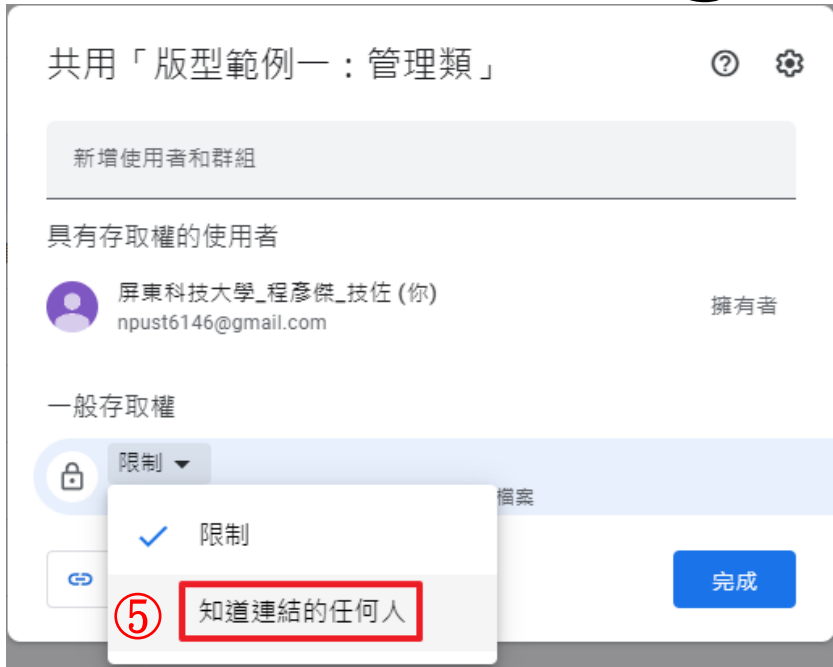 共用「版型範例一：管理類」
新增使用者和群組
具有存取權的使用者
屏東科技大學_程彥傑_技佐 (你)
npust6146@gmail.com
擁有者
一般存取權
限制
檔案
限制
⑤ 知道連結的任何人
完成